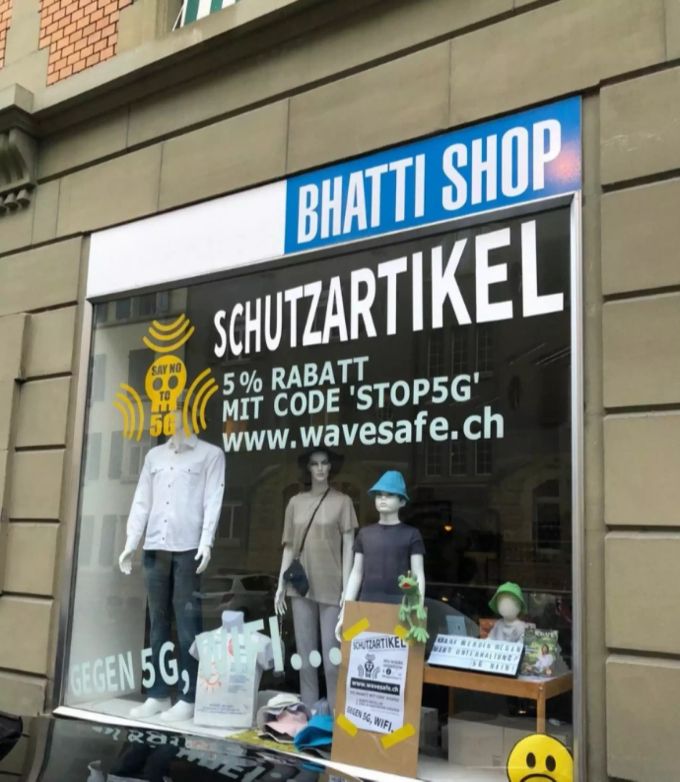 BHATTI SHOP
SCHUTZARTIKEL
SAY NO
TO
5G
5% RABATT
MIT CODE 'STOP5G'
www.wavesafe.ch
GEGEN 5G, WIFI...
SCHUTZARTIKEL
www.wavesafe.ch
GEGEN 5G, WIFI,